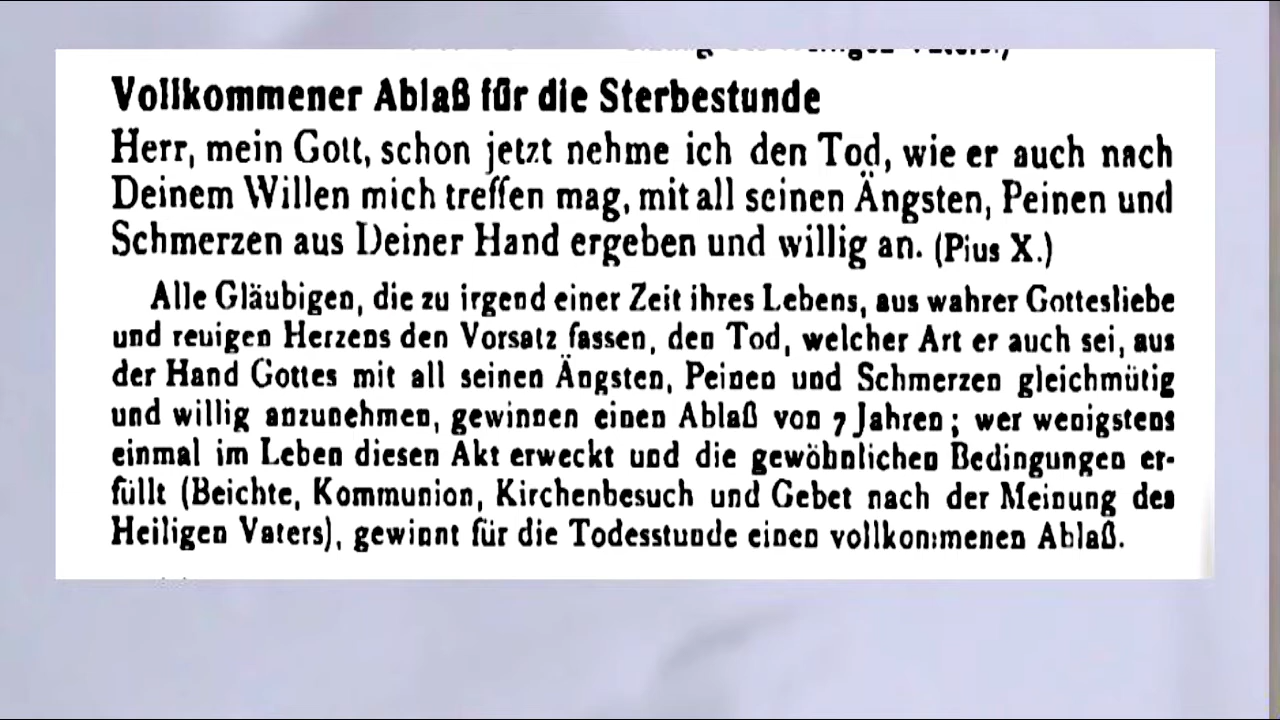 Vollkommener Ablaß für die Sterbestunde
Herr, mein Gott, schon jetzt nehme ich den Tod, wie er auch nach
Deinem Willen mich treffen mag, mit all seinen Ängsten, Peinen und
Schmerzen aus Deiner Hand ergeben und willig an. (Pius X.)
Alle Gläubigen, die zu irgend einer Zeit ihres Lebens, aus wahrer Gottesliebe
und reuigen Herzens den Vorsatz fassen, den Tod, welcher Art er auch sei, aus
der Hand Gottes mit all seinen Ängsten, Peinen und Schmerzen gleichmütig
und willig anzunehmen, gewinnen einen Ablaß von 7 Jahren; wer wenigstens
einmal im Leben diesen Akt erweckt und die gewöhnlichen Bedingungen er-
füllt (Beichte, Kommunion, Kirchenbesuch und Gebet nach der Meinung des
Heiligen Vaters), gewinnt für die Todesstunde einen vollkommenen Ablaß.